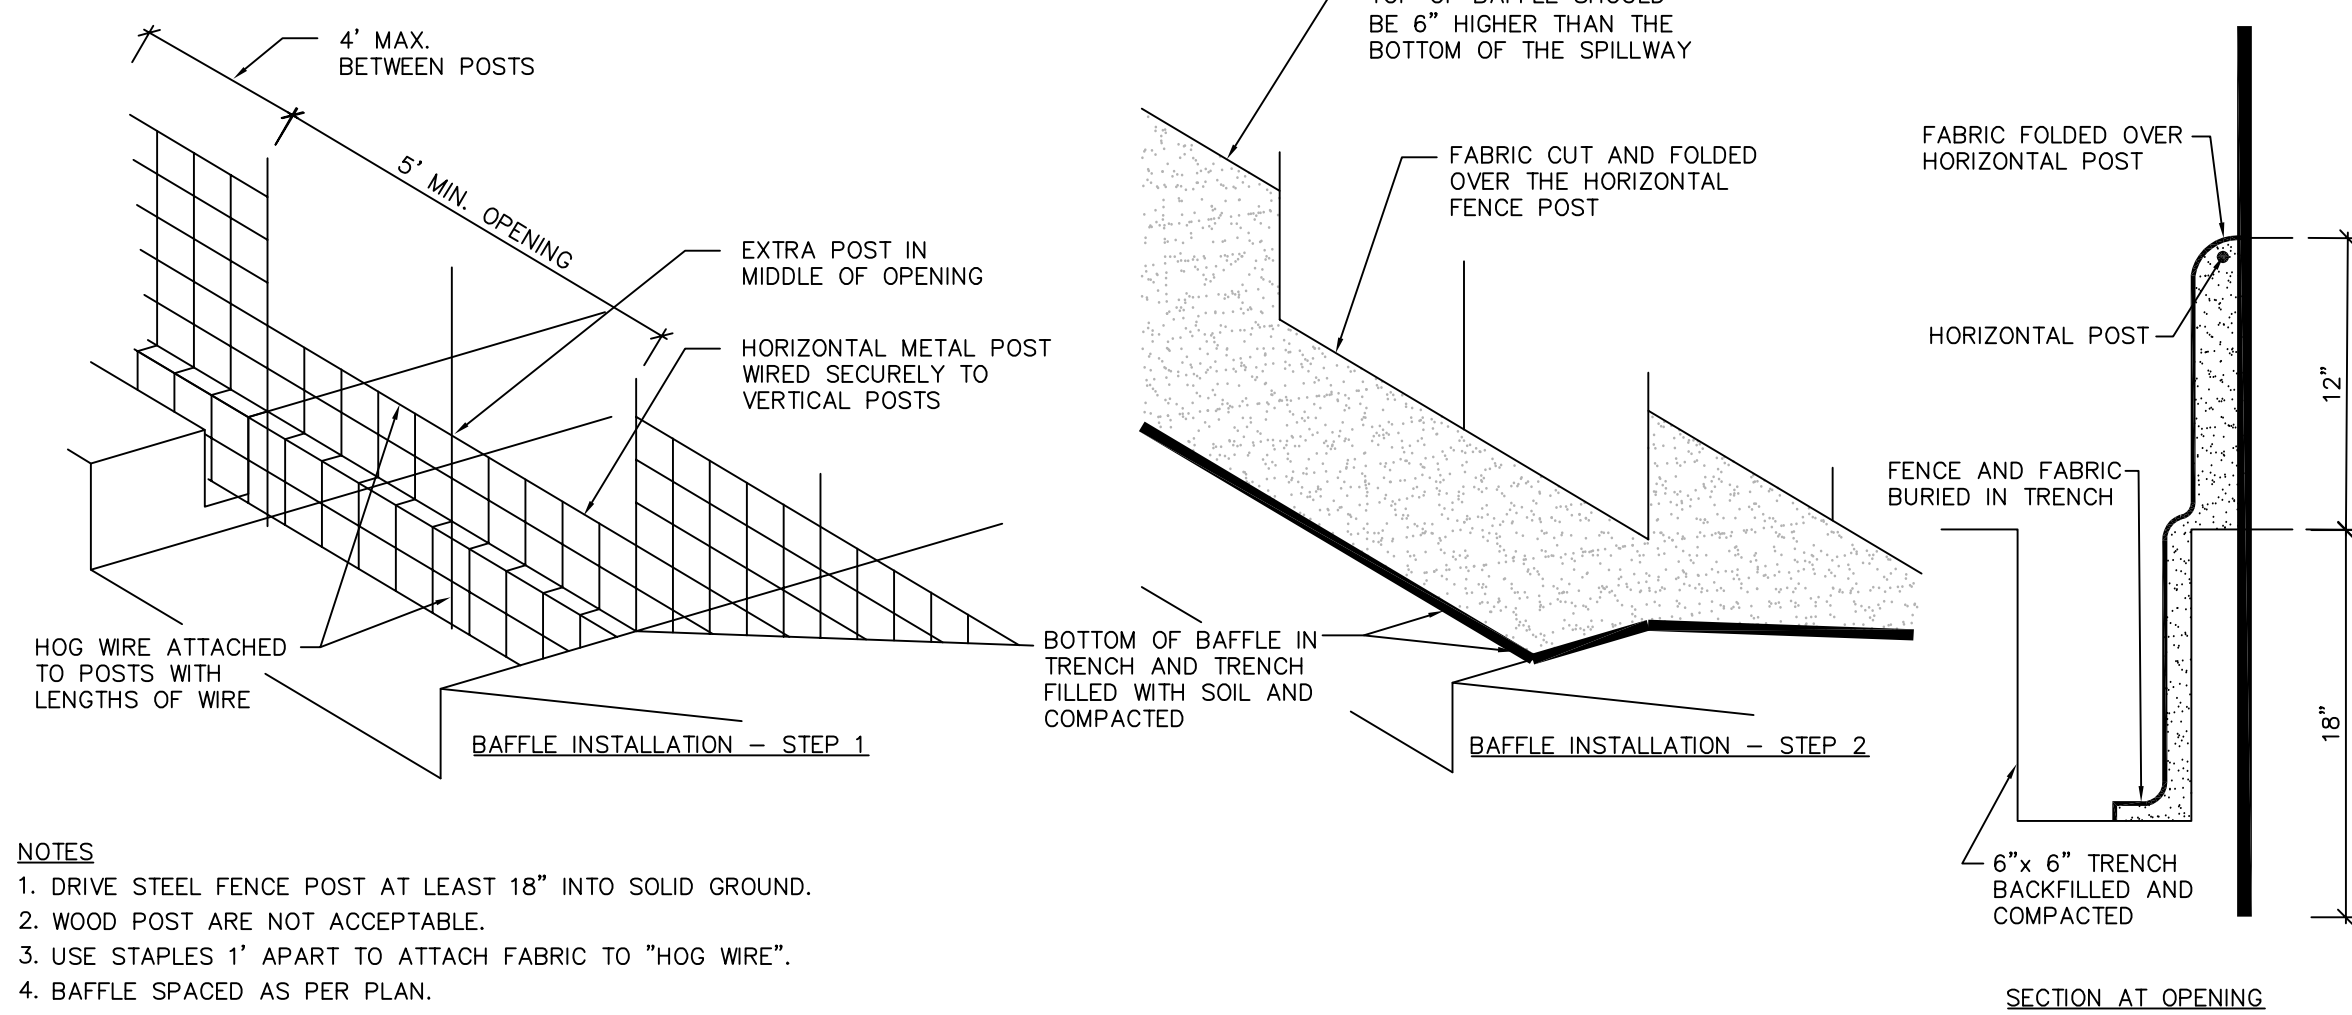 4' MAX.
BETWEEN POSTS
5' MIN. OPENING
EXTRA POST IN
MIDDLE OF OPENING
HORIZONTAL METAL POST
WIRED SECURELY TO
VERTICAL POSTS
HOG WIRE ATTACHED
TO POSTS WITH
LENGTHS OF WIRE
BAFFLE INSTALLATION – STEP 1
TOP OF BAFFLE SHOULD
BE 6" HIGHER THAN THE
BOTTOM OF THE SPILLWAY
FABRIC CUT AND FOLDED
OVER THE HORIZONTAL
FENCE POST
BOTTOM OF BAFFLE IN
TRENCH AND TRENCH
FILLED WITH SOIL AND
COMPACTED
BAFFLE INSTALLATION – STEP 2
FABRIC FOLDED OVER
HORIZONTAL POST
HORIZONTAL POST
12"
FENCE AND FABRIC
BURIED IN TRENCH
18"
6"x 6" TRENCH
BACKFILLED AND
COMPACTED
SECTION AT OPENING
NOTES
1. DRIVE STEEL FENCE POST AT LEAST 18" INTO SOLID GROUND.
2. WOOD POST ARE NOT ACCEPTABLE.
3. USE STAPLES 1' APART TO ATTACH FABRIC TO "HOG WIRE".
4. BAFFLE SPACED AS PER PLAN.